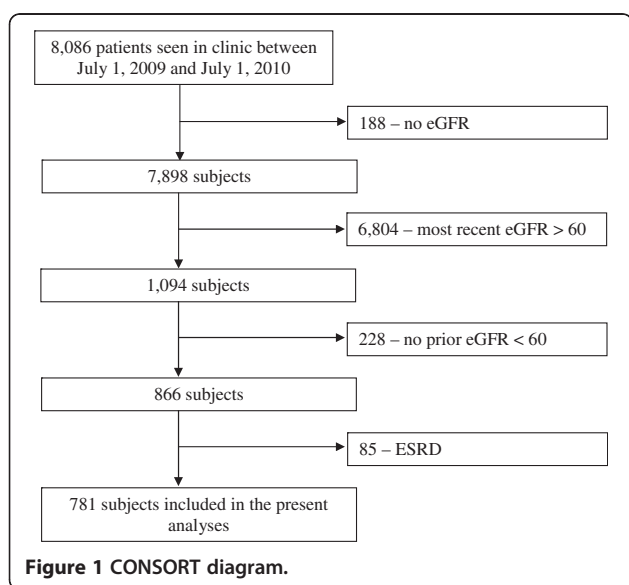 8,086 patients seen in clinic between
July 1, 2009 and July 1, 2010
188 – no eGFR
7,898 subjects
6,804 – most recent eGFR > 60
1,094 subjects
228 – no prior eGFR < 60
866 subjects
85 – ESRD
781 subjects included in the present
analyses
Figure 1 CONSORT diagram.